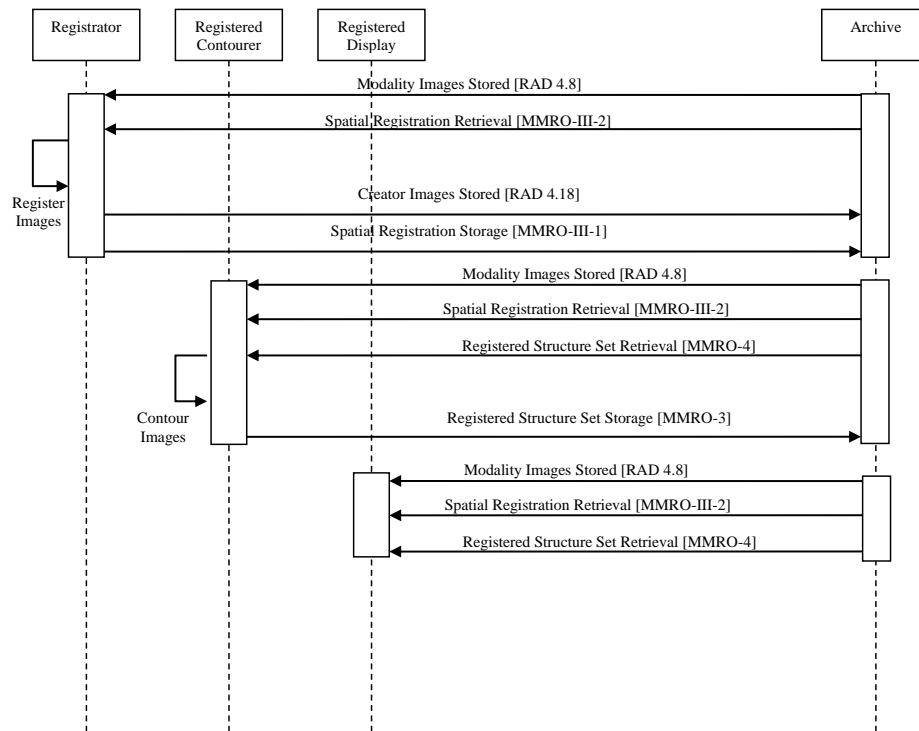 Registrator
Registered
Contourer
Registered
Display
Archive
Modality Images Stored [RAD 4.8]
Spatial Registration Retrieval [MMRO-III-2]
Register
Images
Creator Images Stored [RAD 4.18]
Spatial Registration Storage [MMRO-III-1]
Modality Images Stored [RAD 4.8]
Spatial Registration Retrieval [MMRO-III-2]
Registered Structure Set Retrieval [MMRO-4]
Contour
Images
Registered Structure Set Storage [MMRO-3]
Modality Images Stored [RAD 4.8]
Spatial Registration Retrieval [MMRO-III-2]
Registered Structure Set Retrieval [MMRO-4]